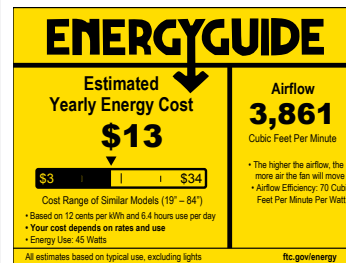 ENERGYGUIDE
Estimated
Yearly Energy Cost
$13
$3
$34
Cost Range of Similar Models (19" – 84")
• Based on 12 cents per kWh and 6.4 hours use per day
• Your cost depends on rates and use
• Energy Use: 45 Watts
All estimates based on typical use, excluding lights
Airflow
3,861
Cubic Feet Per Minute
• The higher the airflow, the
more air the fan will move
• Airflow Efficiency: 70 Cubi
Feet Per Minute Per Watt
ftc.gov/energy